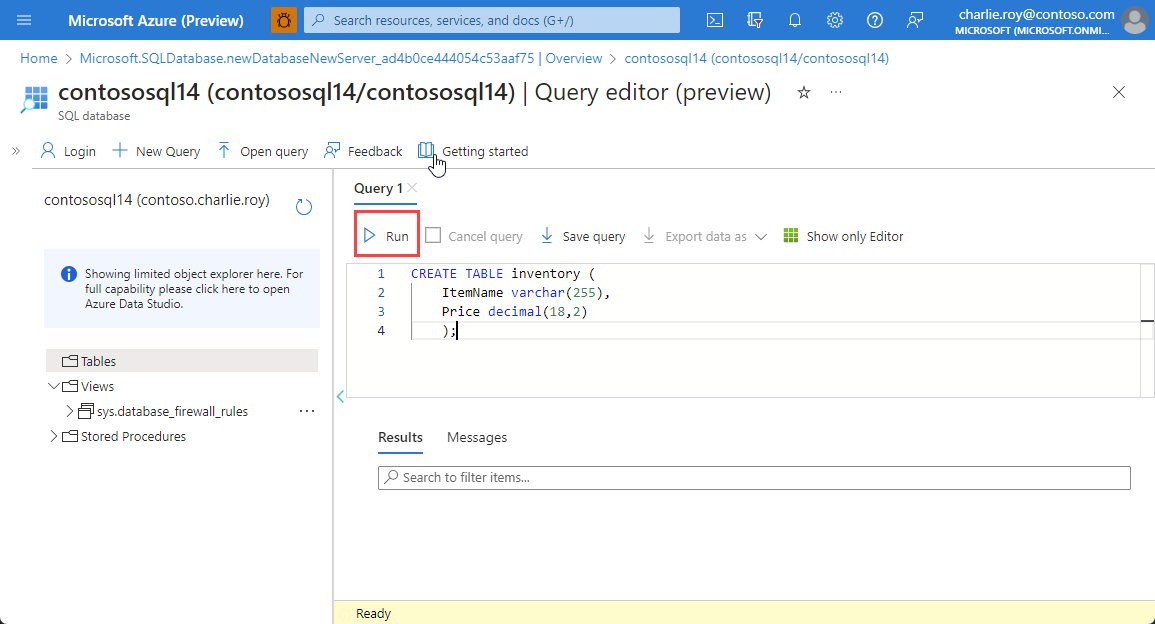 Microsoft Azure (Preview)
Search resources, services, and docs (G+/)
charlie.roy@contoso.com
MICROSOFT (MICROSOFT.ONMI...
Home > Microsoft.SQLDatabase.newDatabaseNewServer_ad4b0ce444054c53aaf75 | Overview > contososql14 (contososql14/contososql14)
contososql14 (contososql14/contososql14) | Query editor (preview)
SQL database
Login
New Query
Open query
Feedback
Getting started
contososql14 (contoso.charlie.roy)
Showing limited object explorer here. For
full capability please click here to open
Azure Data Studio.
Tables
Views
sys.database_firewall_rules
Stored Procedures
Query 1
Run
Cancel query
Save query
Export data as
Show only Editor
1 CREATE TABLE inventory (
2 ItemName varchar(255),
3 Price decimal(18,2)
4 );
Results
Messages
Search to filter items...
Ready